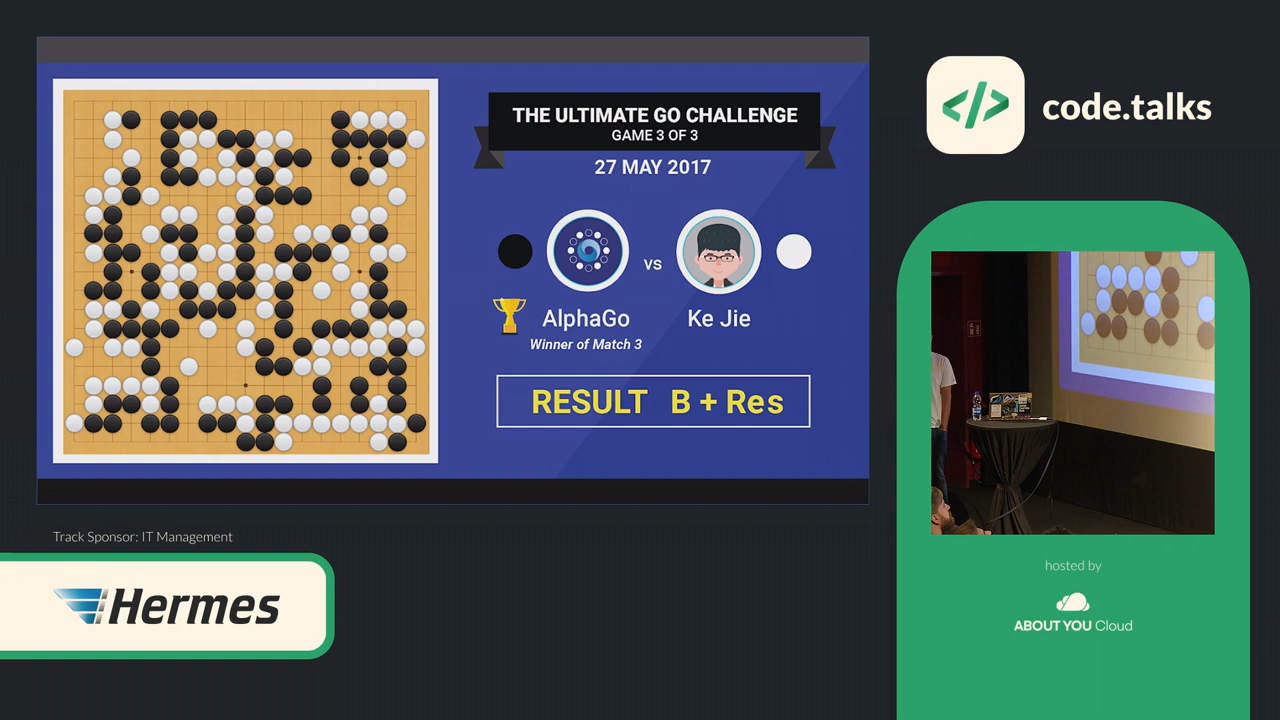 THE ULTIMATE GO CHALLENGE
GAME 3 OF 3
27 MAY 2017
VS
AlphaGo
Ke Jie
Winner of Match 3
RESULT B + Res
</> code.talks
Track Sponsor: IT Management
Hermes
hosted by
ABOUT YOU Cloud